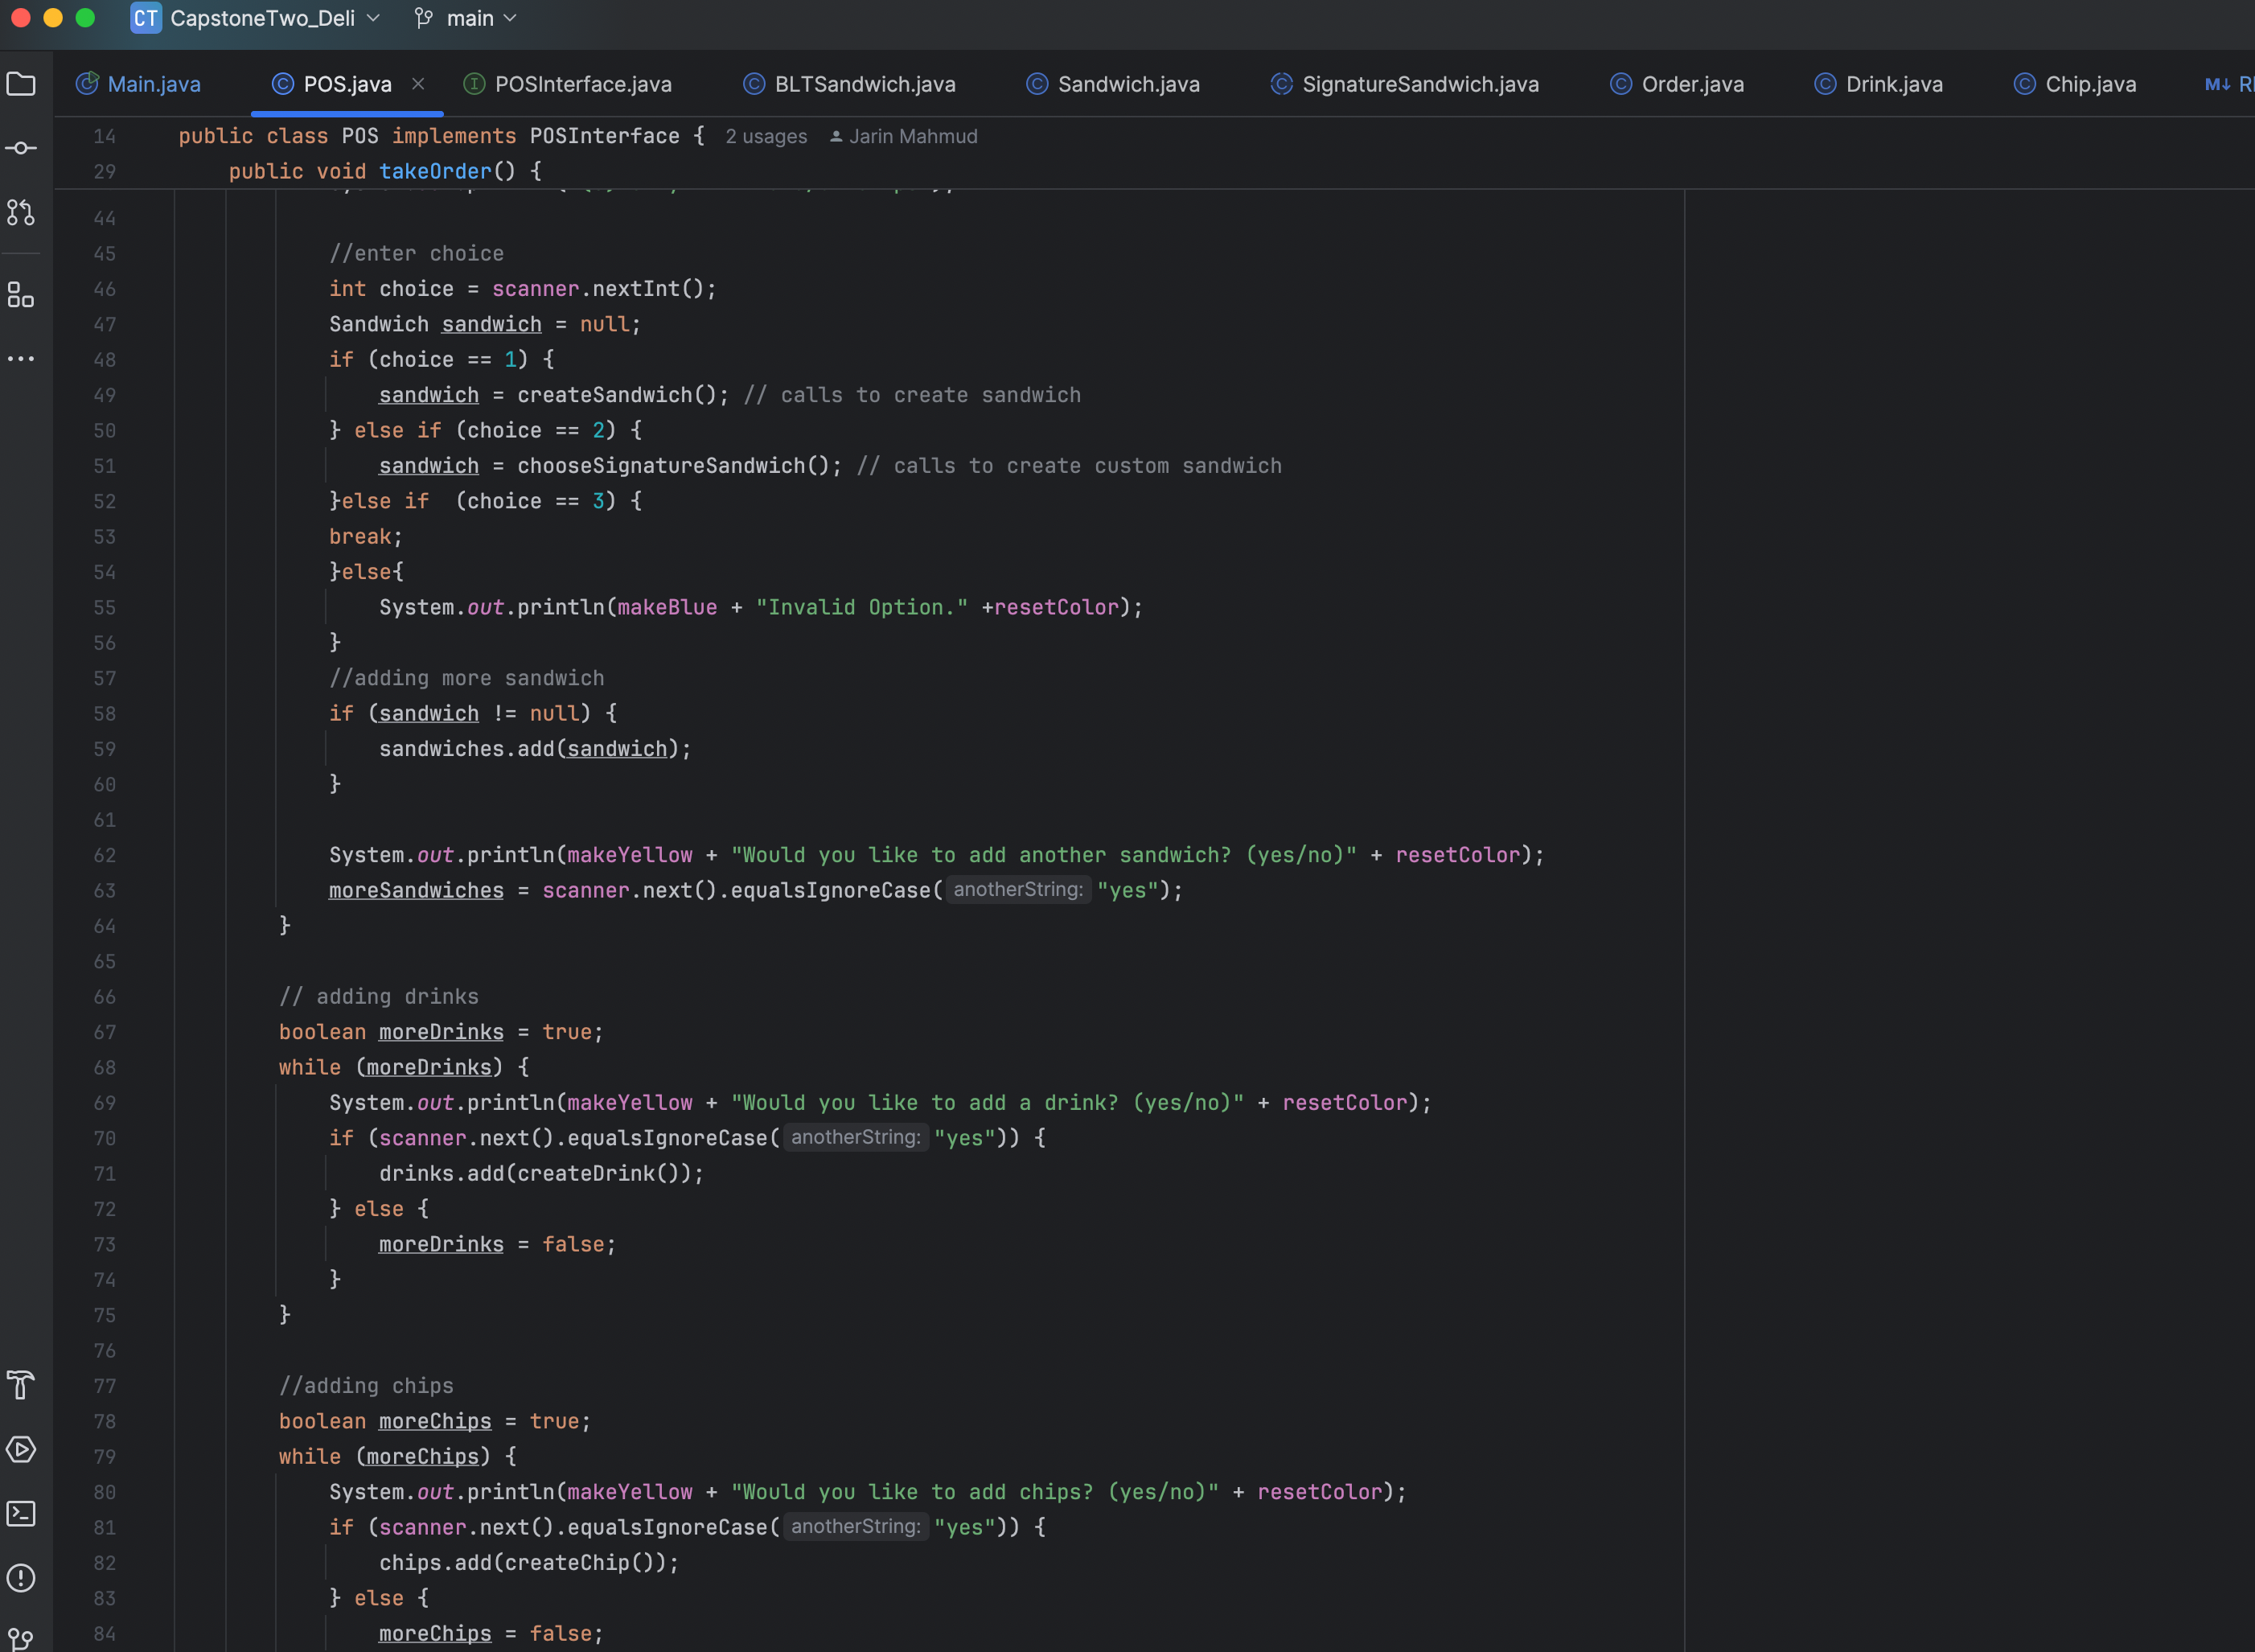 CT CapstoneTwo_Deli main
Main.java POS.java POSInterface.java BLTSandwich.java Sandwich.java SignatureSandwich.java Order.java Drink.java Chip.java M↓
14 public class POS implements POSInterface { 2 usages Jarin Mahmud
29 public void takeOrder() {
44
45 //enter choice
46 int choice = scanner.nextInt();
47 Sandwich sandwich = null;
48 if (choice == 1) {
49 sandwich = createSandwich(); // calls to create sandwich
50 } else if (choice == 2) {
51 sandwich = chooseSignatureSandwich(); // calls to create custom sandwich
52 }else if  (choice == 3) {
53 break;
54 }else{
55 System.out.println(makeBlue + "Invalid Option." +resetColor);
56 }
57 //adding more sandwich
58 if (sandwich != null) {
59 sandwiches.add(sandwich);
60 }
61
62 System.out.println(makeYellow + "Would you like to add another sandwich? (yes/no)" + resetColor);
63 moreSandwiches = scanner.next().equalsIgnoreCase( anotherString: "yes");
64 }
65
66 // adding drinks
67 boolean moreDrinks = true;
68 while (moreDrinks) {
69 System.out.println(makeYellow + "Would you like to add a drink? (yes/no)" + resetColor);
70 if (scanner.next().equalsIgnoreCase( anotherString: "yes")) {
71 drinks.add(createDrink());
72 } else {
73 moreDrinks = false;
74 }
75 }
76
77 //adding chips
78 boolean moreChips = true;
79 while (moreChips) {
80 System.out.println(makeYellow + "Would you like to add chips? (yes/no)" + resetColor);
81 if (scanner.next().equalsIgnoreCase( anotherString: "yes")) {
82 chips.add(createChip());
83 } else {
84 moreChips = false;